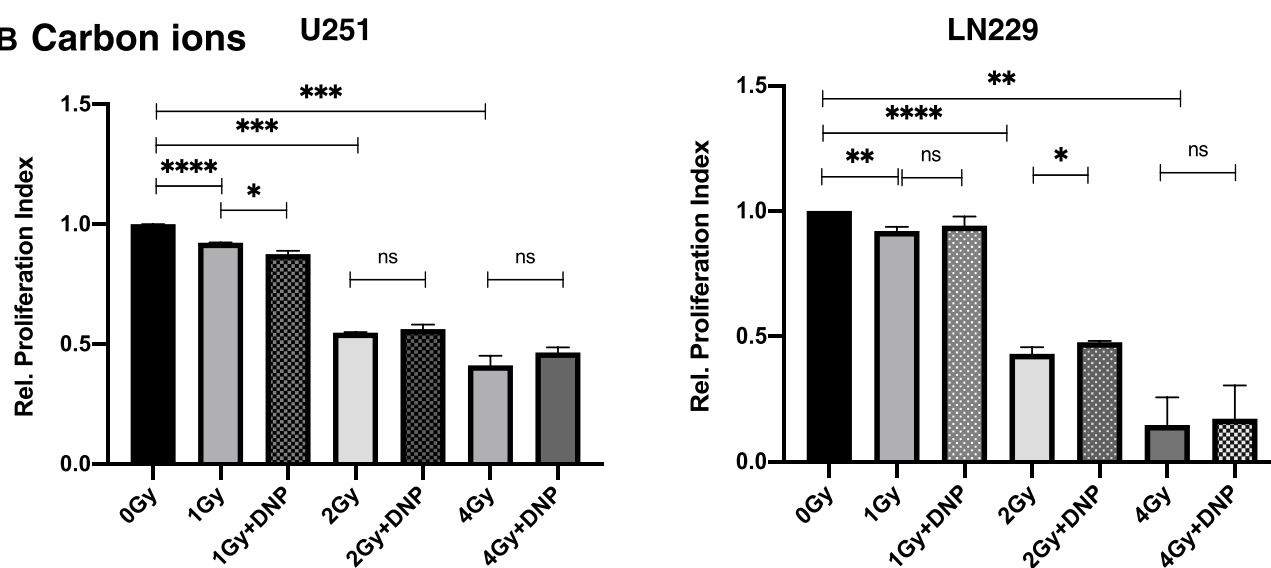 B Carbon ions
U251
Rel. Proliferation Index
1.5
1.0
0.5
0.0
***
***
****
*
ns
ns
0Gy
1Gy
1Gy+DNP
2Gy
2Gy+DNP
4Gy
4Gy+DNP
LN229
Rel. Proliferation Index
1.5
1.0
0.5
0.0
**
****
**
ns
*
ns
0Gy
1Gy
1Gy+DNP
2Gy
2Gy+DNP
4Gy
4Gy+DNP